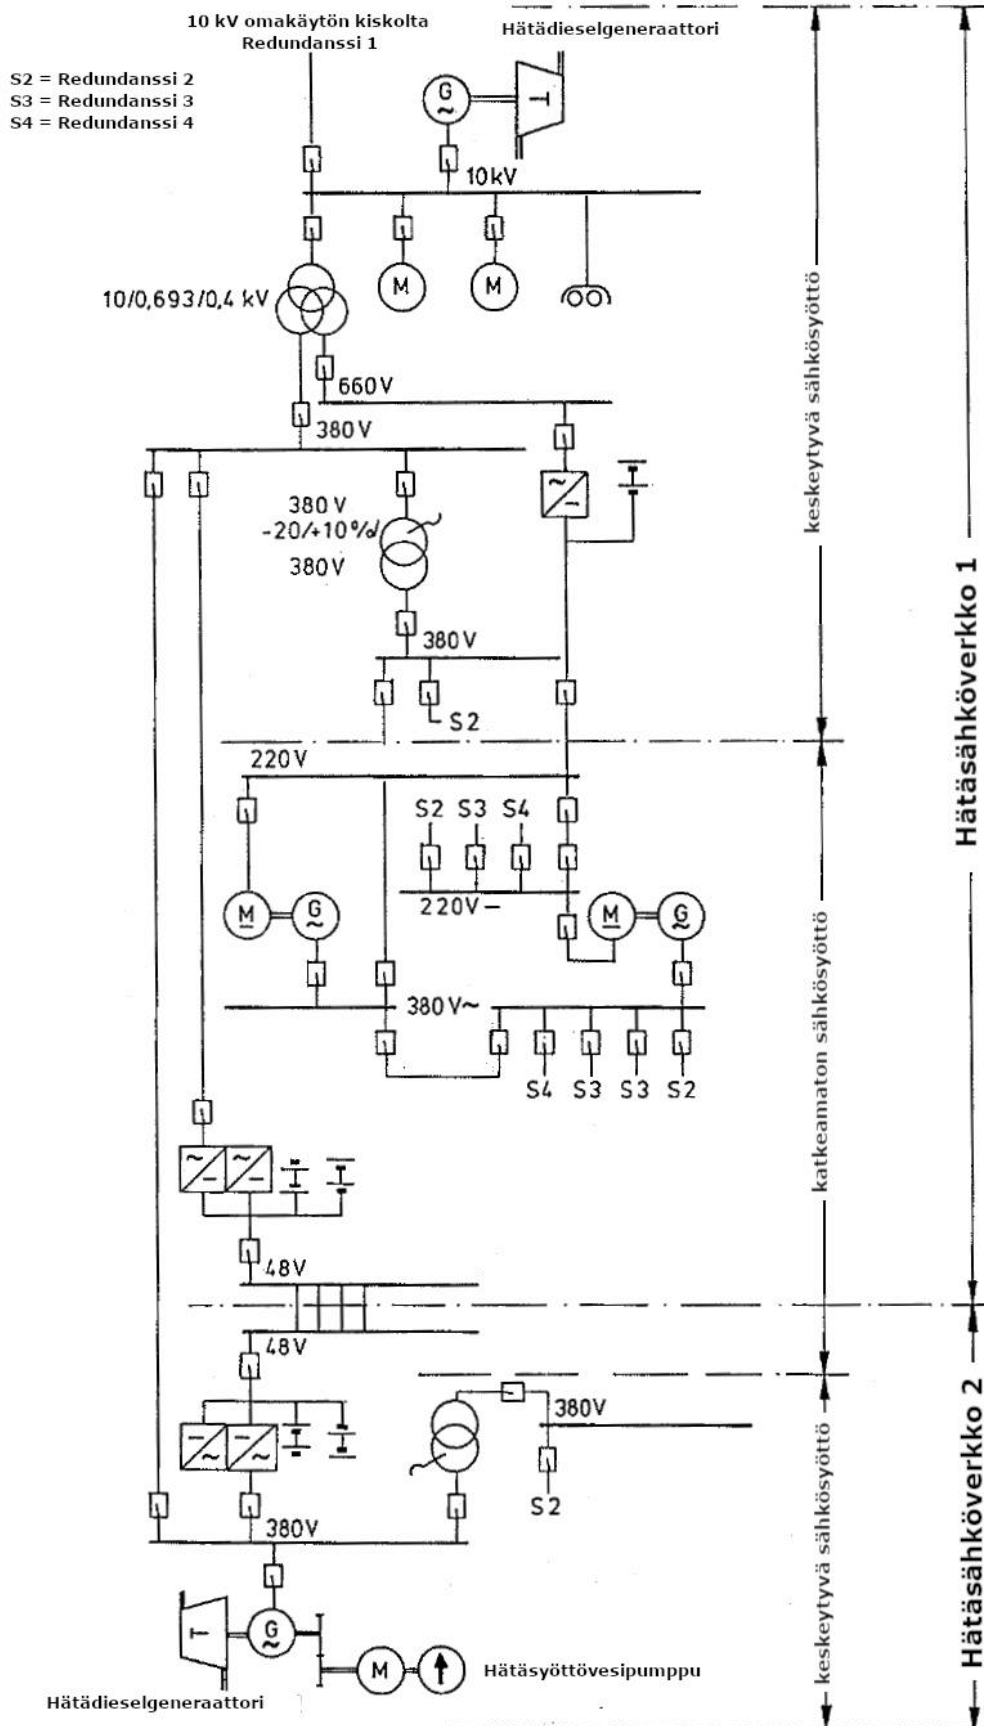 10 kV omakäytön kiskolta
Redundanssi 1
Hätädieselgeneraattori
S2 = Redundanssi 2
S3 = Redundanssi 3
S4 = Redundanssi 4
G
~
T
10kV
M
M
10/0,693/0,4 kV
660V
380V
380 V
-20/+10%
380V
~
–
380V
S2
220V
S2 S3 S4
220V –
M
G
~
M
G
~
380V~
S4 S3 S3 S2
~
–
~
–
48V
48V
–
~
–
~
380V
S2
380V
T
G
~
M
Hätäsyöttövesipumppu
Hätädieselgeneraattori
keskeytyvä sähkösyöttö
katkeamaton sähkösyöttö
keskeytyvä sähkösyöttö
Hätäsähköverkko 1
Hätäsähköverkko 2